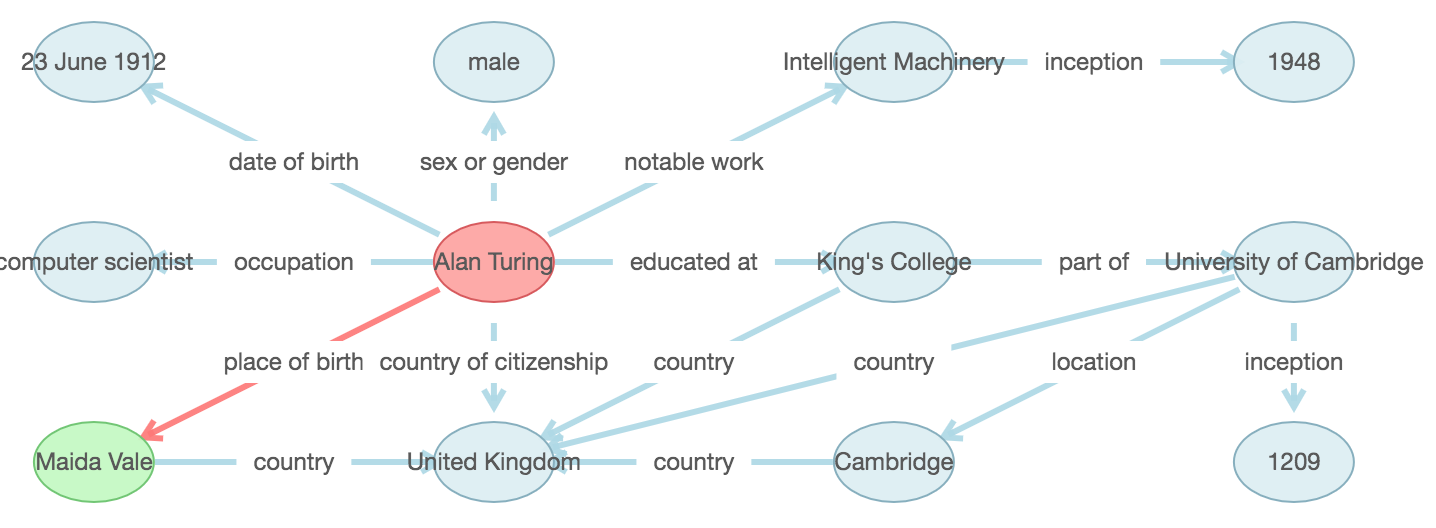 23 June 1912
male
Intelligent Machinery
inception
1948
date of birth
sex or gender
notable work
computer scientist
occupation
Alan Turing
educated at
King's College
part of
University of Cambridge
place of birth
country of citizenship
country
country
location
inception
Maida Vale
country
United Kingdom
country
Cambridge
1209